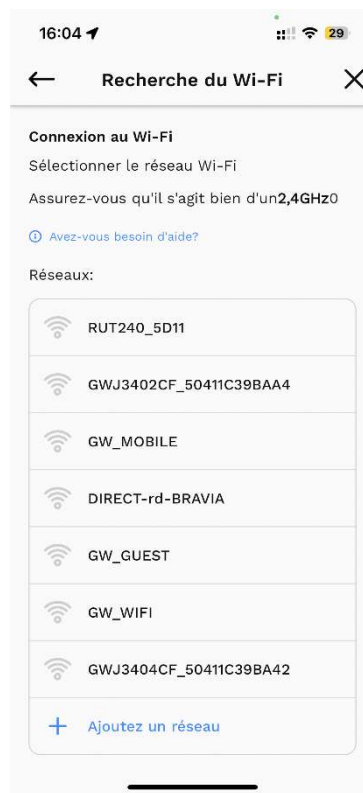 16:04
29
Recherche du Wi-Fi
Connexion au Wi-Fi
Sélectionner le réseau Wi-Fi
Assurez-vous qu'il s'agit bien d'un2,4GHz0
Avez-vous besoin d'aide?
Réseaux:
RUT240_5D11
GWJ3402CF_50411C39BAA4
GW_MOBILE
DIRECT-rd-BRAVIA
GW_GUEST
GW_WIFI
GWJ3404CF_50411C39BA42
Ajoutez un réseau